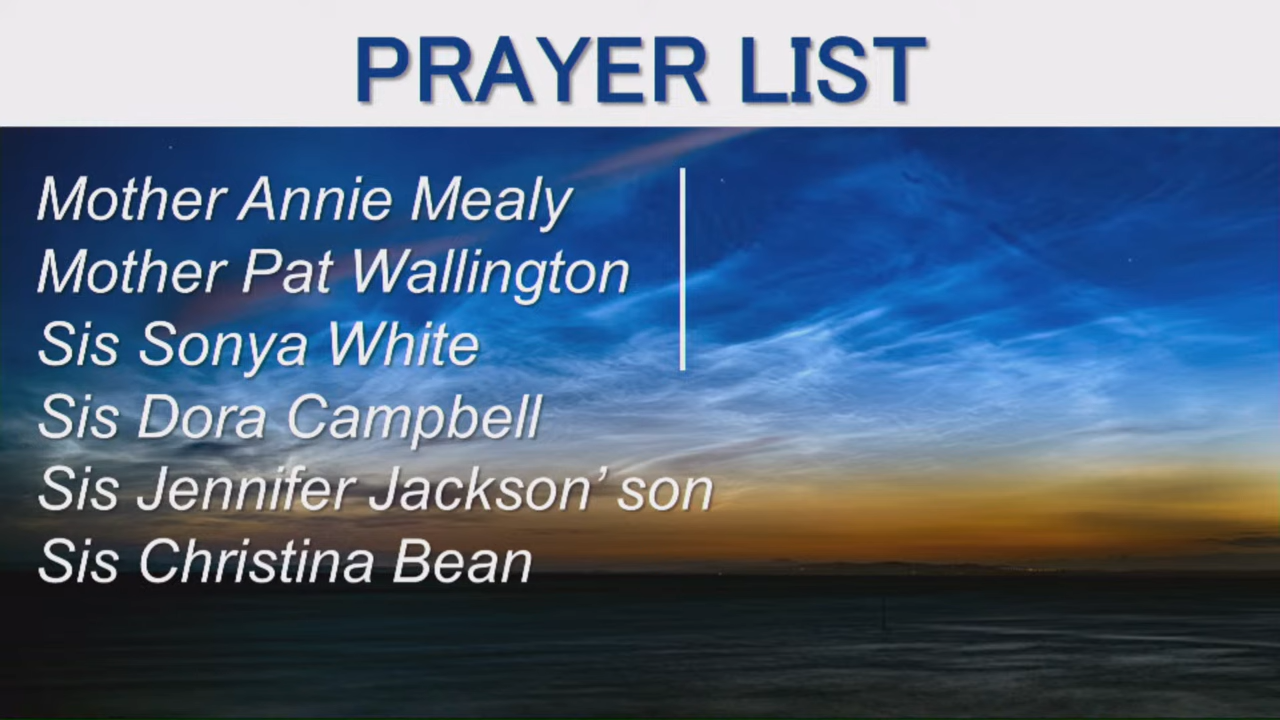 PRAYER LIST
Mother Annie Mealy
Mother Pat Wallington
Sis Sonya White
Sis Dora Campbell
Sis Jennifer Jackson’ son
Sis Christina Bean